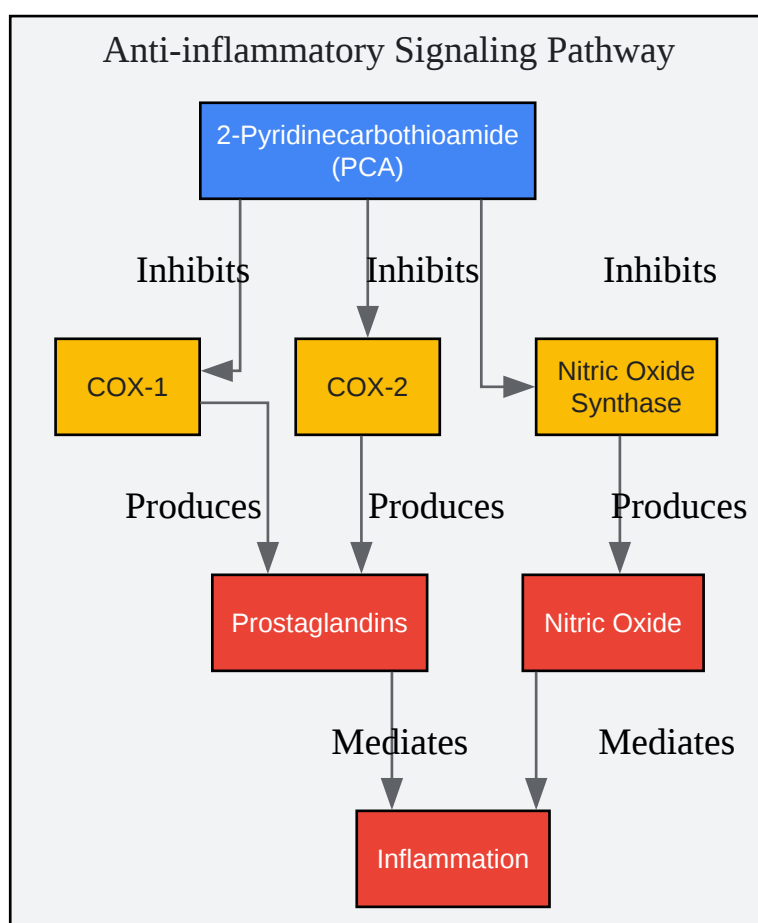 Anti-inflammatory Signaling Pathway
2-Pyridinecarbothioamide
(PCA)
Inhibits
Inhibits
Inhibits
COX-1
COX-2
Nitric Oxide
Synthase
Produces
Produces
Produces
Prostaglandins
Nitric Oxide
Mediates
Mediates
Inflammation